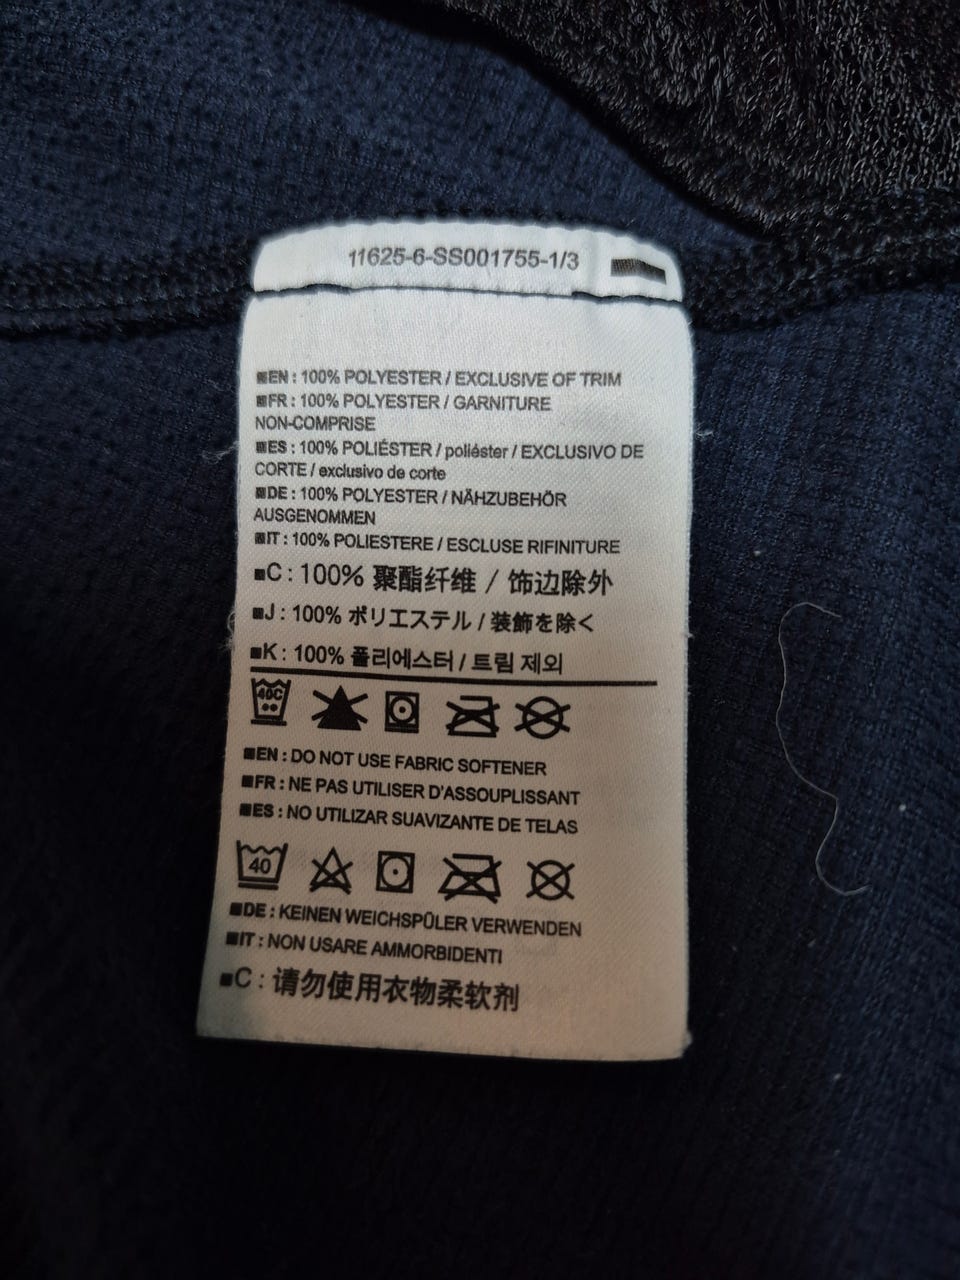 11625-6-SS001755-1/3
EN : 100% POLYESTER / EXCLUSIVE OF TRIM
FR : 100% POLYESTER / GARNITURE
NON-COMPRISE
ES : 100% POLIÉSTER / poliéster / EXCLUSIVO DE
CORTE / exclusivo de corte
DE : 100% POLYESTER / NÄHZUBEHÖR
AUSGENOMMEN
IT : 100% POLIESTERE / ESCLUSE RIFINITURE
C : 100% 聚酯纤维 / 饰边除外
J : 100% ポリエステル / 装飾を除く
K : 100% 폴리에스터 / 트림 제외
40C
EN : DO NOT USE FABRIC SOFTENER
FR : NE PAS UTILISER D'ASSOUPLISSANT
ES : NO UTILIZAR SUAVIZANTE DE TELAS
40
DE : KEINEN WEICHSPÜLER VERWENDEN
IT : NON USARE AMMORBIDENTI
C : 请勿使用衣物柔软剂